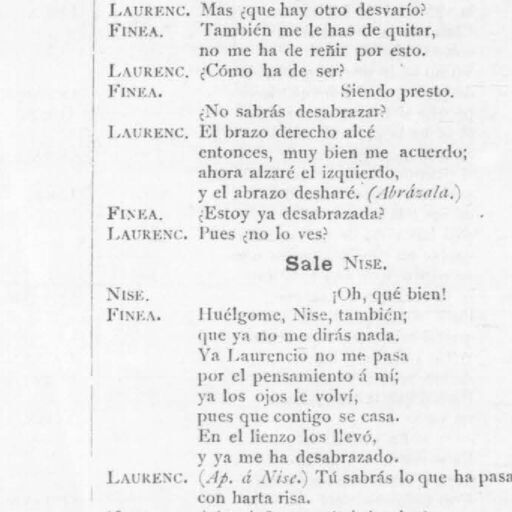 LAURENC. Mas ¿que hay otro desvarío?
FINEA. También me le has de quitar,
no me ha de reñir por esto.
LAURENC. ¿Cómo ha de ser?
FINEA. Siendo presto.
¿No sabrás desabrazar?
LAURENC. El brazo derecho alcé
entonces, muy bien me acuerdo;
ahora alzaré el izquierdo,
y el abrazo desharé. (Abrázala.)
FINEA. ¿Estoy ya desabrazada?
LAURENC. Pues ¿no lo ves?
Sale NISE.
NISE. ¡Oh, qué bien!
FINEA. Huélgome, Nise, también;
que ya no me dirás nada.
Ya Laurencio no me pasa
por el pensamiento á mí;
ya los ojos le volví,
pues que contigo se casa.
En el lienzo los llevó,
y ya me ha desabrazado.
LAURENC. (Ap. á Nise.) Tú sabrás lo que ha pasa
con harta risa.